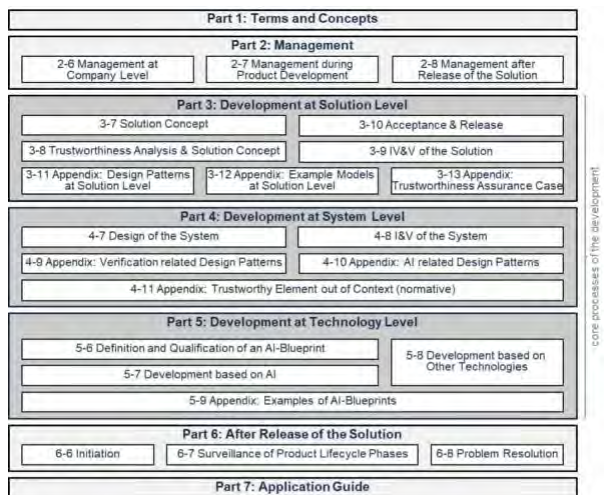 Part 1: Terms and Concepts
Part 2: Management
2-6 Management at
Company Level
2-7 Management during
Product Development
2-8 Management after
Release of the Solution
Part 3: Development at Solution Level
3-7 Solution Concept
3-10 Acceptance & Release
3-8 Trustworthiness Analysis & Solution Concept
3-9 IV&V of the Solution
3-11 Appendix: Design Patterns
at Solution Level
3-12 Appendix: Example Models
at Solution Level
3-13 Appendix:
Trustworthiness Assurance Case
Part 4: Development at System Level
4-7 Design of the System
4-8 I&V of the System
4-9 Appendix: Verification related Design Patterns
4-10 Appendix: AI related Design Patterns
4-11 Appendix: Trustworthy Element out of Context (normative)
Part 5: Development at Technology Level
5-6 Definition and Qualification of an AI-Blueprint
5-7 Development based on AI
5-8 Development based on
Other Technologies
5-9 Appendix: Examples of AI-Blueprints
core processes of the development
Part 6: After Release of the Solution
6-6 Initiation
6-7 Surveillance of Product Lifecycle Phases
6-8 Problem Resolution
Part 7: Application Guide